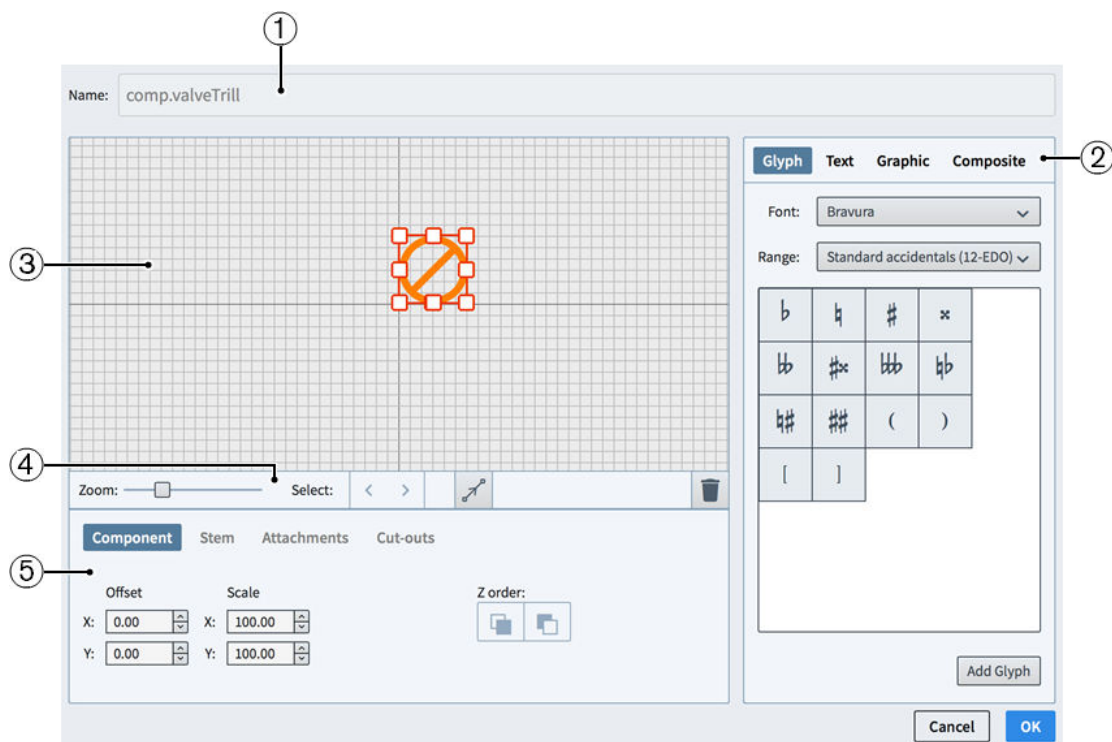 ①
Name: comp.valveTrill
Glyph Text Graphic Composite
②
Font: Bravura
③
Range: Standard accidentals (12-EDO)
♭ ♮ ♯ 𝄪
♭♭ ♯𝄪 ♭♭♭ ♮♭
♮♯ ♯♯ ( )
④
[ ]
Zoom: Select: < >
Component Stem Attachments Cut-outs
⑤
Offset Scale Z order:
X: 0.00 X: 100.00
Y: 0.00 Y: 100.00
Add Glyph
Cancel OK